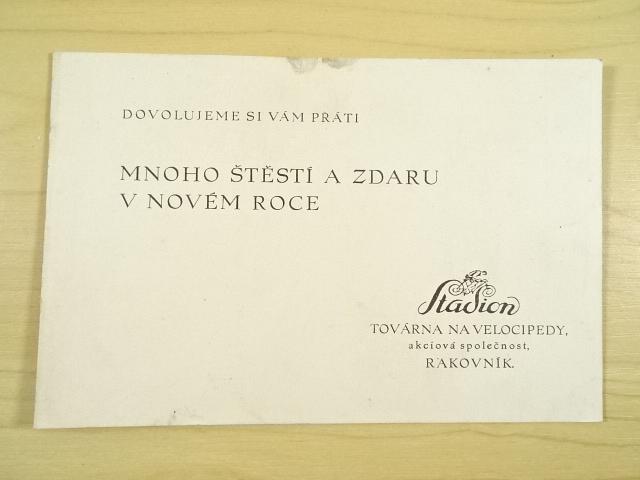 DOVOLUJEME SI VÁM PŘÁTI
MNOHO ŠTĚSTÍ A ZDARU
V NOVÉM ROCE
Stadion
TOVÁRNA NA VELOCIPEDY,
akciová společnost,
RAKOVNÍK.